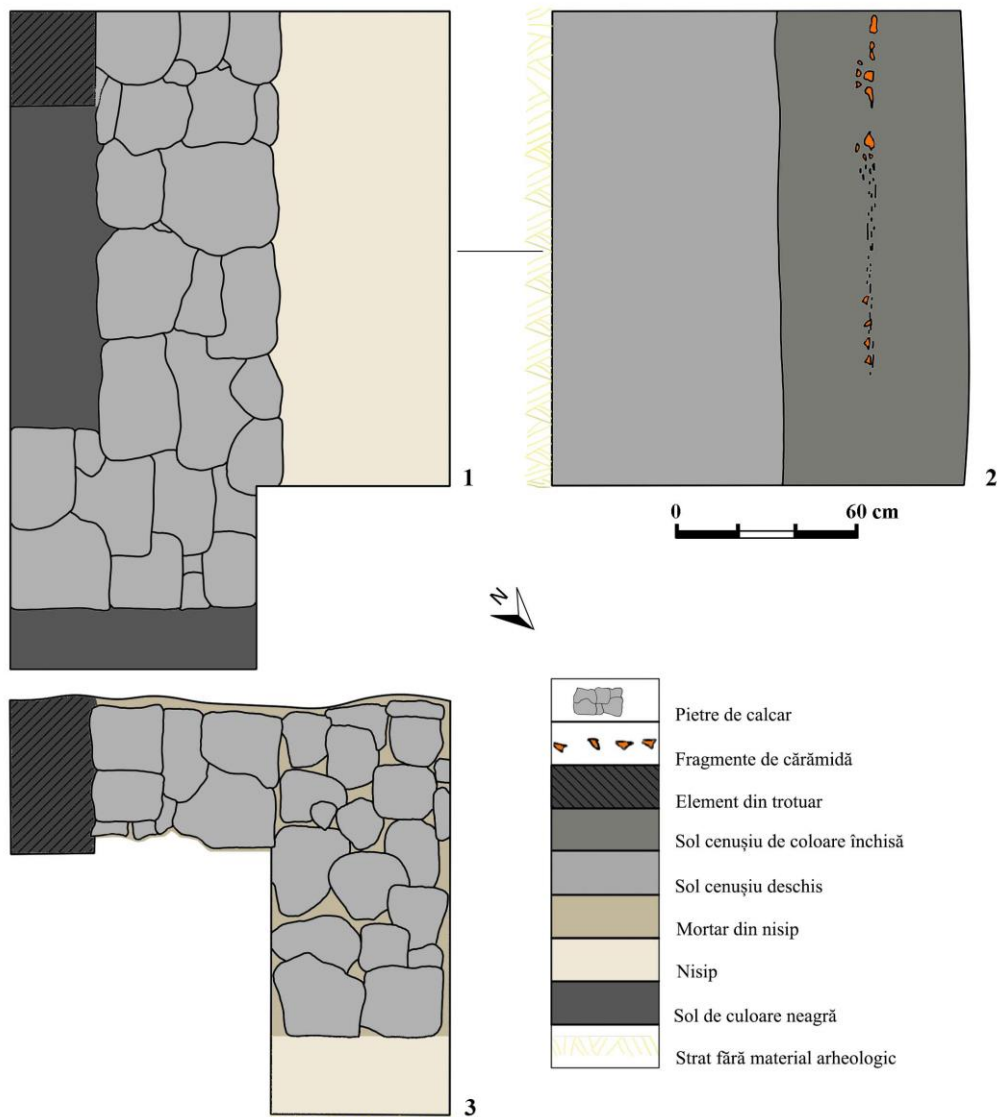 1
2
0 60 cm
N
Pietre de calcar
Fragmente de cărămidă
Element din trotuar
Sol cenușiu de coloare închisă
Sol cenușiu deschis
Mortar din nisip
Nisip
Sol de culoare neagră
Strat fără material arheologic
3